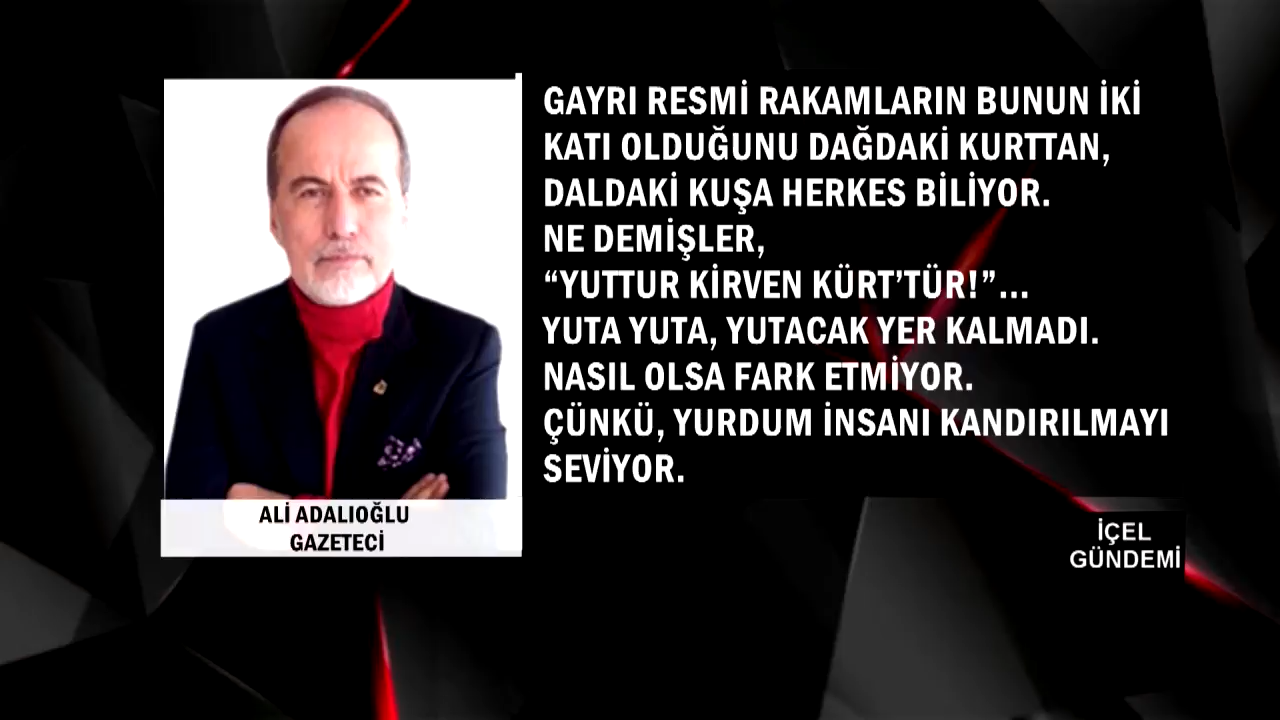 GAYRI RESMİ RAKAMLARIN BUNUN İKİ
KATI OLDUĞUNU DAĞDAKİ KURTTAN,
DALDAKİ KUŞA HERKES BİLİYOR.
NE DEMİŞLER,
“YUTTUR KİRVEN KÜRT’TÜR!”...
YUTA YUTA, YUTACAK YER KALMADI.
NASIL OLSA FARK ETMİYOR.
ÇÜNKÜ, YURDUM İNSANI KANDIRILMAYI
SEVİYOR.
ALİ ADALIOĞLU
GAZETECİ
İÇEL
GÜNDEMİ